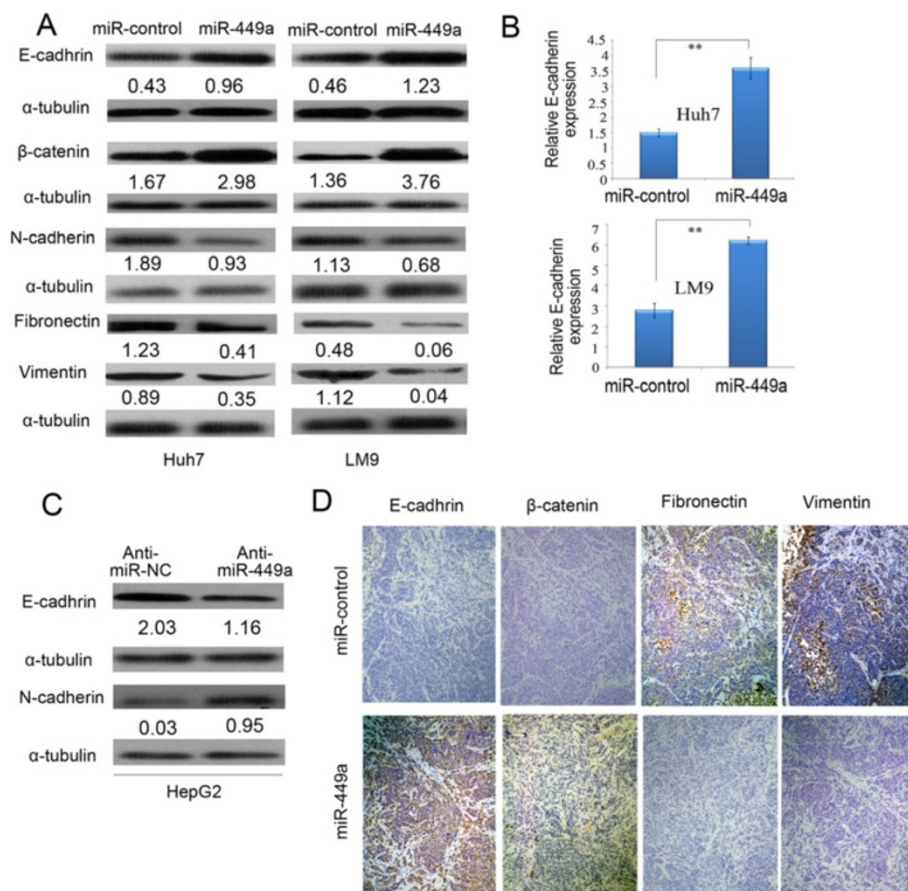 A
miR-control miR-449a miR-control miR-449a
E-cadhrin
0.43 0.96 0.46 1.23
α-tubulin
β-catenin
1.67 2.98 1.36 3.76
α-tubulin
N-cadherin
1.89 0.93 1.13 0.68
α-tubulin
Fibronectin
1.23 0.41 0.48 0.06
Vimentin
0.89 0.35 1.12 0.04
α-tubulin
Huh7 LM9
B
Relative E-cadherin
expression
4.5
4
3.5
3
2.5
2
1.5
1
0.5
0
**
Huh7
miR-control miR-449a
Relative E-cadherin
expression
7
6
5
4
3
2
1
0
**
LM9
miR-control miR-449a
C
Anti-
miR-NC
Anti-
miR-449a
E-cadhrin
2.03 1.16
α-tubulin
N-cadherin
0.03 0.95
α-tubulin
HepG2
D
E-cadhrin β-catenin Fibronectin Vimentin
miR-control
miR-449a